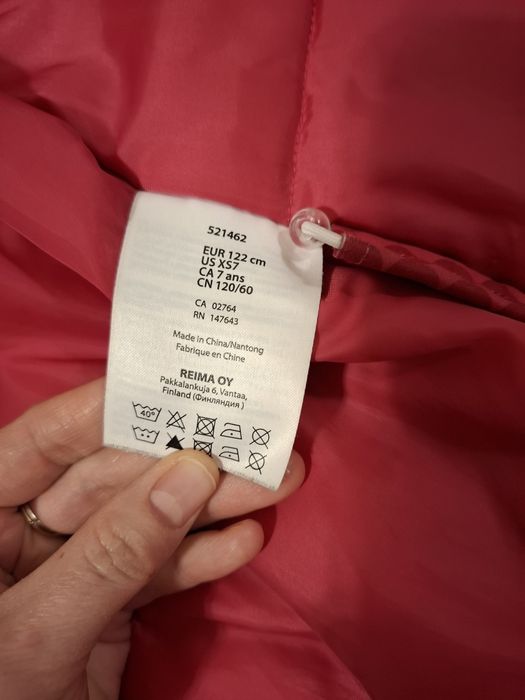 521462
EUR 122 cm
US XS7
CA 7 ans
CN 120/60
CA 02764
RN 147643
Made in China/Nantong
Fabrique en Chine
REIMA OY
Pakkalankuja 6, Vantaa,
Finland (Финляндия )
40°